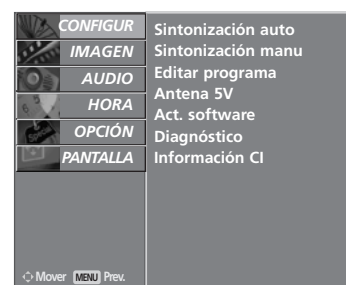 CONFIGUR
IMAGEN
AUDIO
HORA
OPCIÓN
PANTALLA
Sintonización auto
Sintonización manu
Editar programa
Antena 5V
Act. software
Diagnóstico
Información CI
Mover MENU Prev.